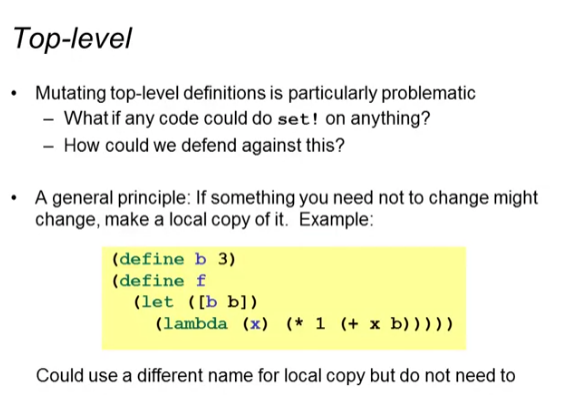 Top-level
• Mutating top-level definitions is particularly problematic
– What if any code could do set! on anything?
– How could we defend against this?
• A general principle: If something you need not to change might
change, make a local copy of it. Example:
(define b 3)
(define f
(let ([b b])
(lambda (x) (* 1 (+ x b)))))
Could use a different name for local copy but do not need to